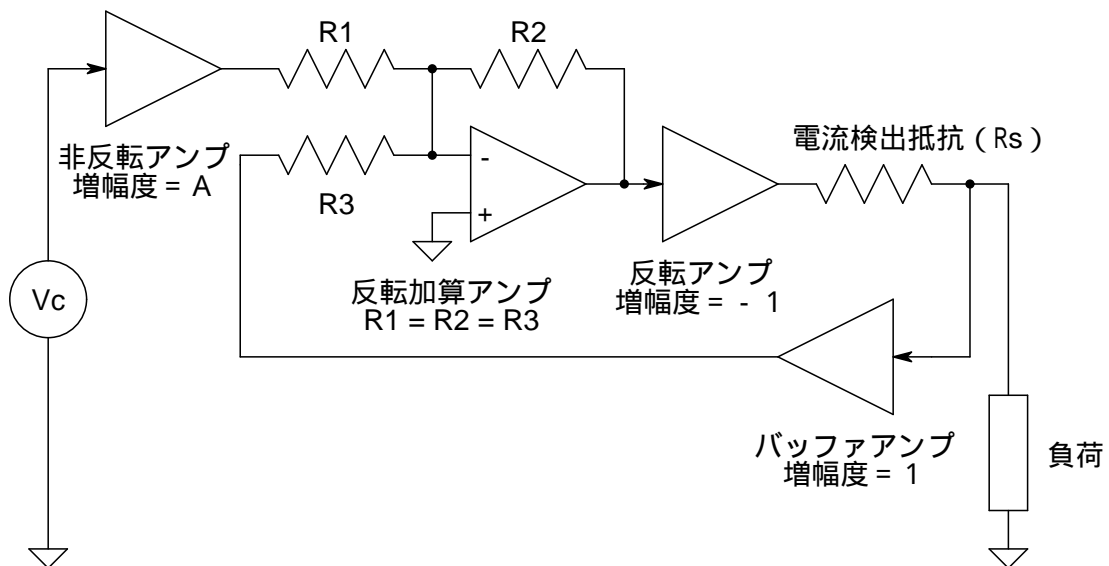 R1
R2
非反転アンプ
増幅度 = A
R3
-
+
電流検出抵抗（Rs）
Vc
反転加算アンプ
R1 = R2 = R3
反転アンプ
増幅度 = - 1
バッファアンプ
増幅度 = 1
負荷